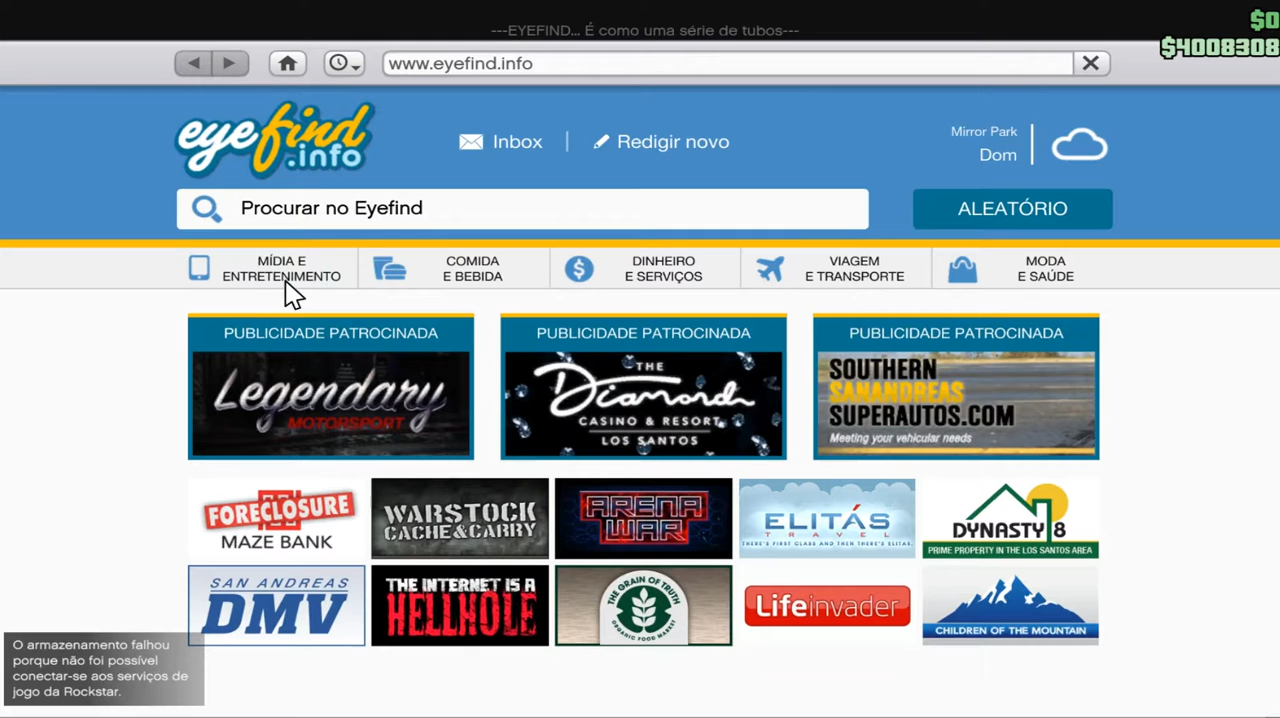 ---EYEFIND... É como uma série de tubos---
$0
$4008308
www.eyefind.info
eyefind
.info
Inbox
Redigir novo
Mirror Park
Dom
Procurar no Eyefind
ALEATÓRIO
MÍDIA E
ENTRETENIMENTO
COMIDA
E BEBIDA
DINHEIRO
E SERVIÇOS
VIAGEM
E TRANSPORTE
MODA
E SAÚDE
PUBLICIDADE PATROCINADA
Legendary
MOTORSPORT
PUBLICIDADE PATROCINADA
THE
Diamond
CASINO & RESORT
LOS SANTOS
PUBLICIDADE PATROCINADA
SOUTHERN
SANANDREAS
SUPERAUTOS.COM
Meeting your vehicular needs
FORECLOSURE
MAZE BANK
WARSTOCK
CACHE&CARRY
ARENA
WAR
ELITÁS
TRAVEL
THERE'S FIRST CLASS AND THEN THERE'S ELITAS.
DYNASTY 8
PRIME PROPERTY IN THE LOS SANTOS AREA
SAN ANDREAS
DMV
THE INTERNET IS A
HELLHOLE
THE GRAIN OF TRUTH
ORGANIC FOOD MARKET
Lifeinvader
CHILDREN OF THE MOUNTAIN
O armazenamento falhou
porque não foi possível
conectar-se aos serviços de
jogo da Rockstar.